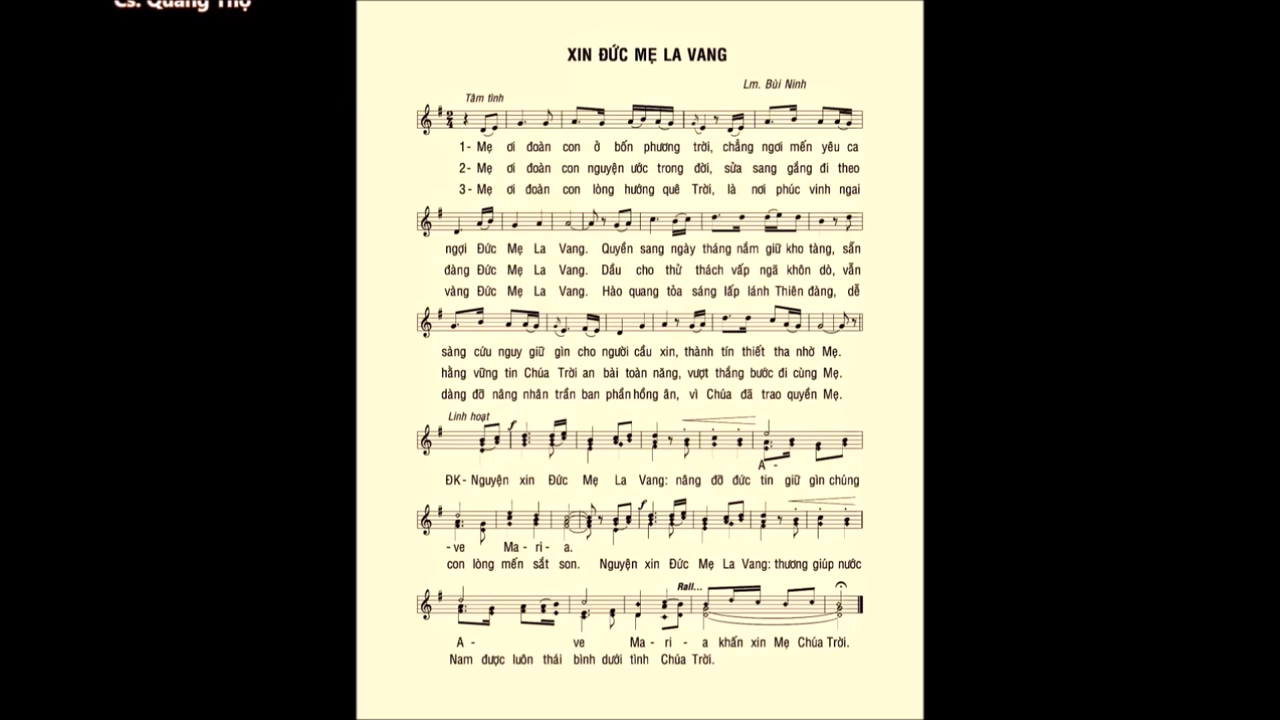 Cs. Quang Thọ
XIN ĐỨC MẸ LA VANG
Lm. Bùi Ninh
Tâm tình
1- Mẹ ơi đoàn con ở bốn phương trời, chẳng ngơi mến yêu ca
2- Mẹ ơi đoàn con nguyện ước trong đời, sửa sang gắng đi theo
3- Mẹ ơi đoàn con lòng hướng quê Trời, là nơi phúc vinh ngai
ngợi Đức Mẹ La Vang. Quyền sang ngày tháng nắm giữ kho tàng, sẵn
đàng Đức Mẹ La Vang. Dầu cho thử thách vấp ngã khôn dò, vẫn
vàng Đức Mẹ La Vang. Hào quang tỏa sáng lấp lánh Thiên đàng, dễ
sàng cứu nguy giữ gìn cho người cầu xin, thành tín thiết tha nhờ Mẹ.
hằng vững tin Chúa Trời an bài toàn năng, vượt thắng bước đi cùng Mẹ.
dàng đỡ nâng nhân trần ban phần hồng ân, vì Chúa đã trao quyền Mẹ.
Linh hoạt
f
A -
ĐK- Nguyện xin Đức Mẹ La Vang: nâng đỡ đức tin giữ gìn chúng
f
- ve Ma - ri - a.
con lòng mến sắt son. Nguyện xin Đức Mẹ La Vang: thương giúp nước
Rall...
A - ve Ma - ri - a khấn xin Mẹ Chúa Trời.
Nam được luôn thái bình dưới tình Chúa Trời.